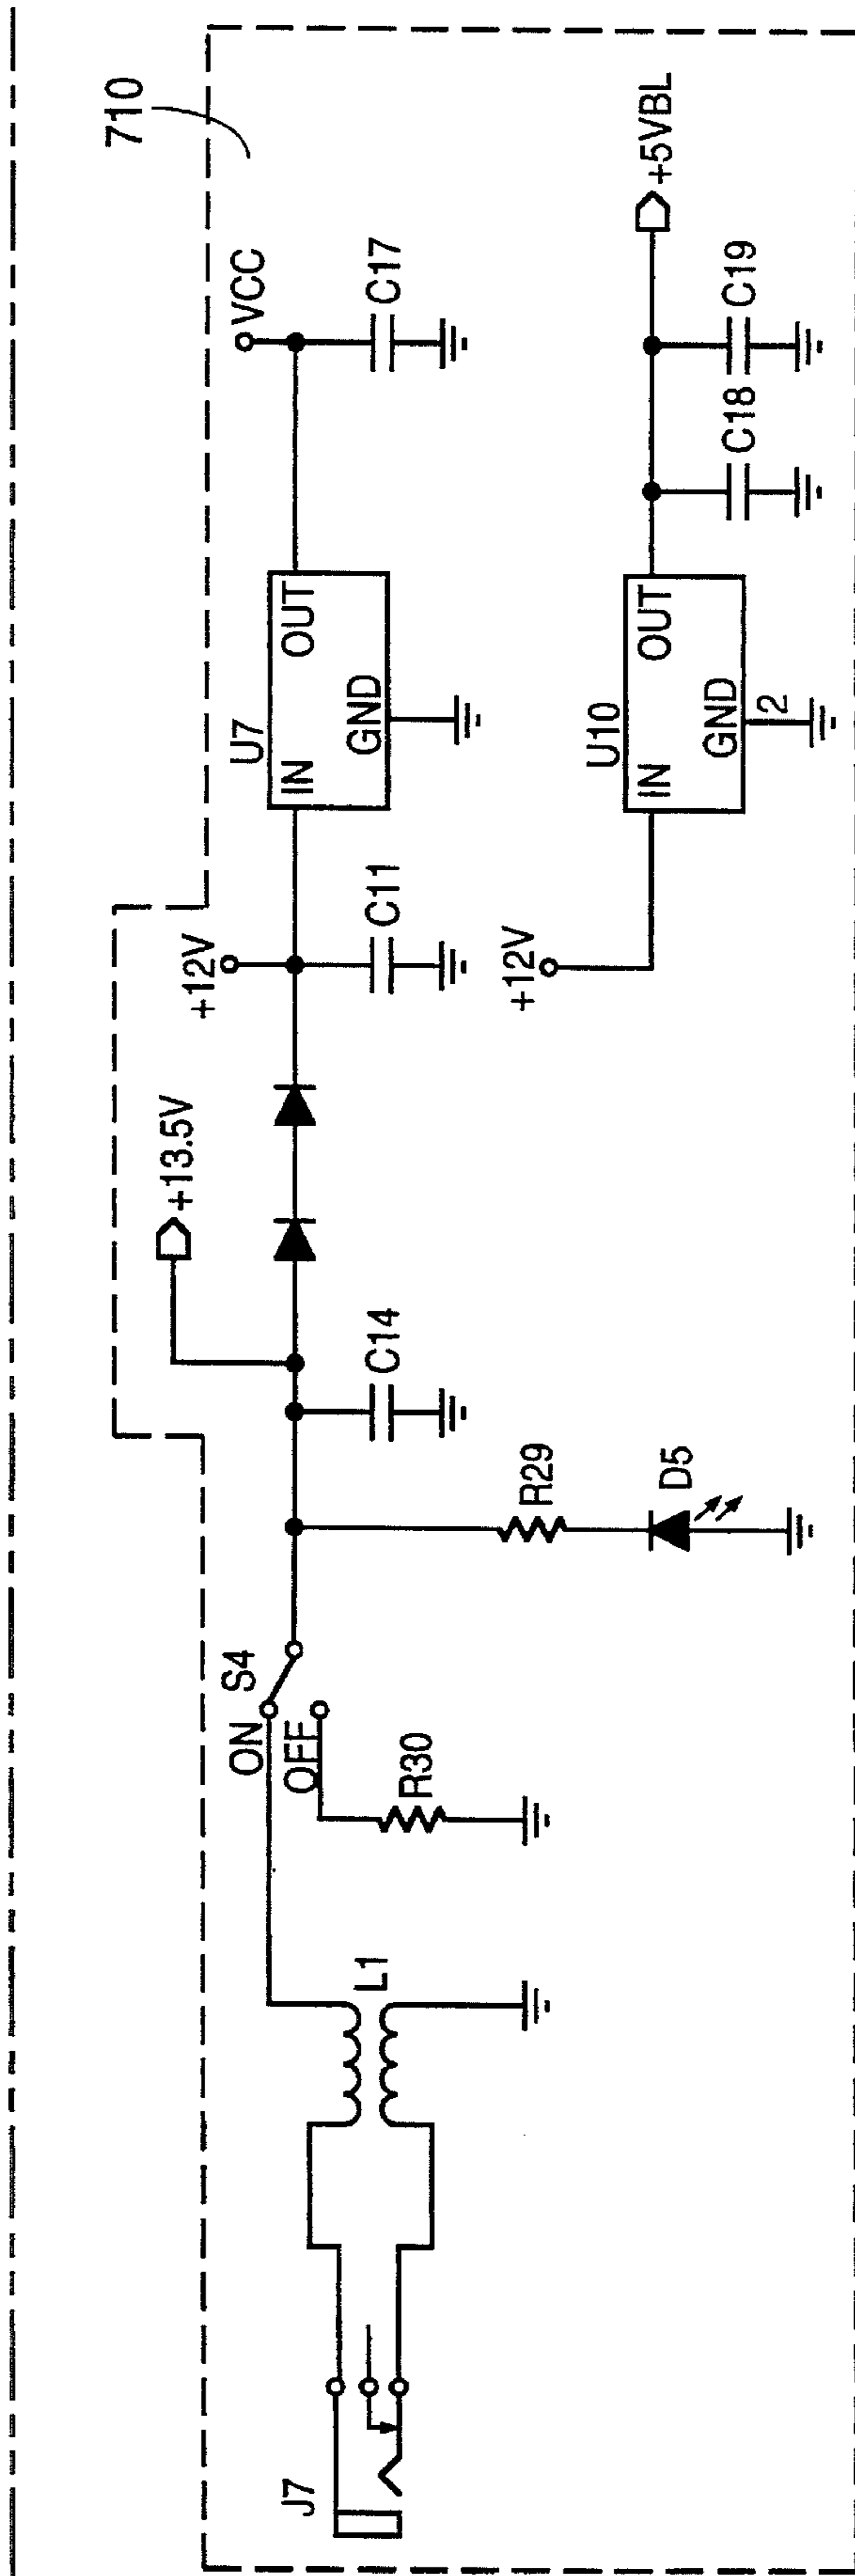 710
J7
L1
R30
ON
OFF
S4
R29
D5
C14
+13.5V
+12V
C11
U7
IN
OUT
GND
VCC
C17
+12V
U10
IN
OUT
GND
2
C18
C19
+5VBL